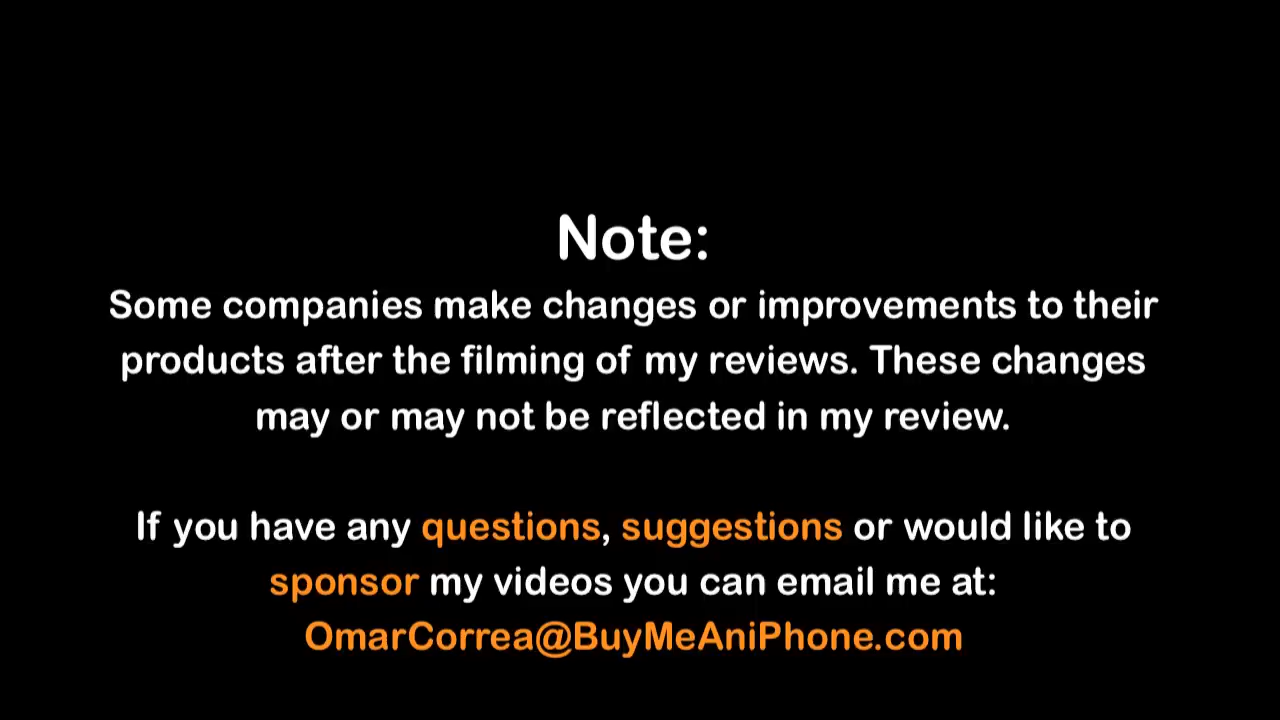 Note:
Some companies make changes or improvements to their
products after the filming of my reviews. These changes
may or may not be reflected in my review.
If you have any questions, suggestions or would like to
sponsor my videos you can email me at:
OmarCorrea@BuyMeAniPhone.com